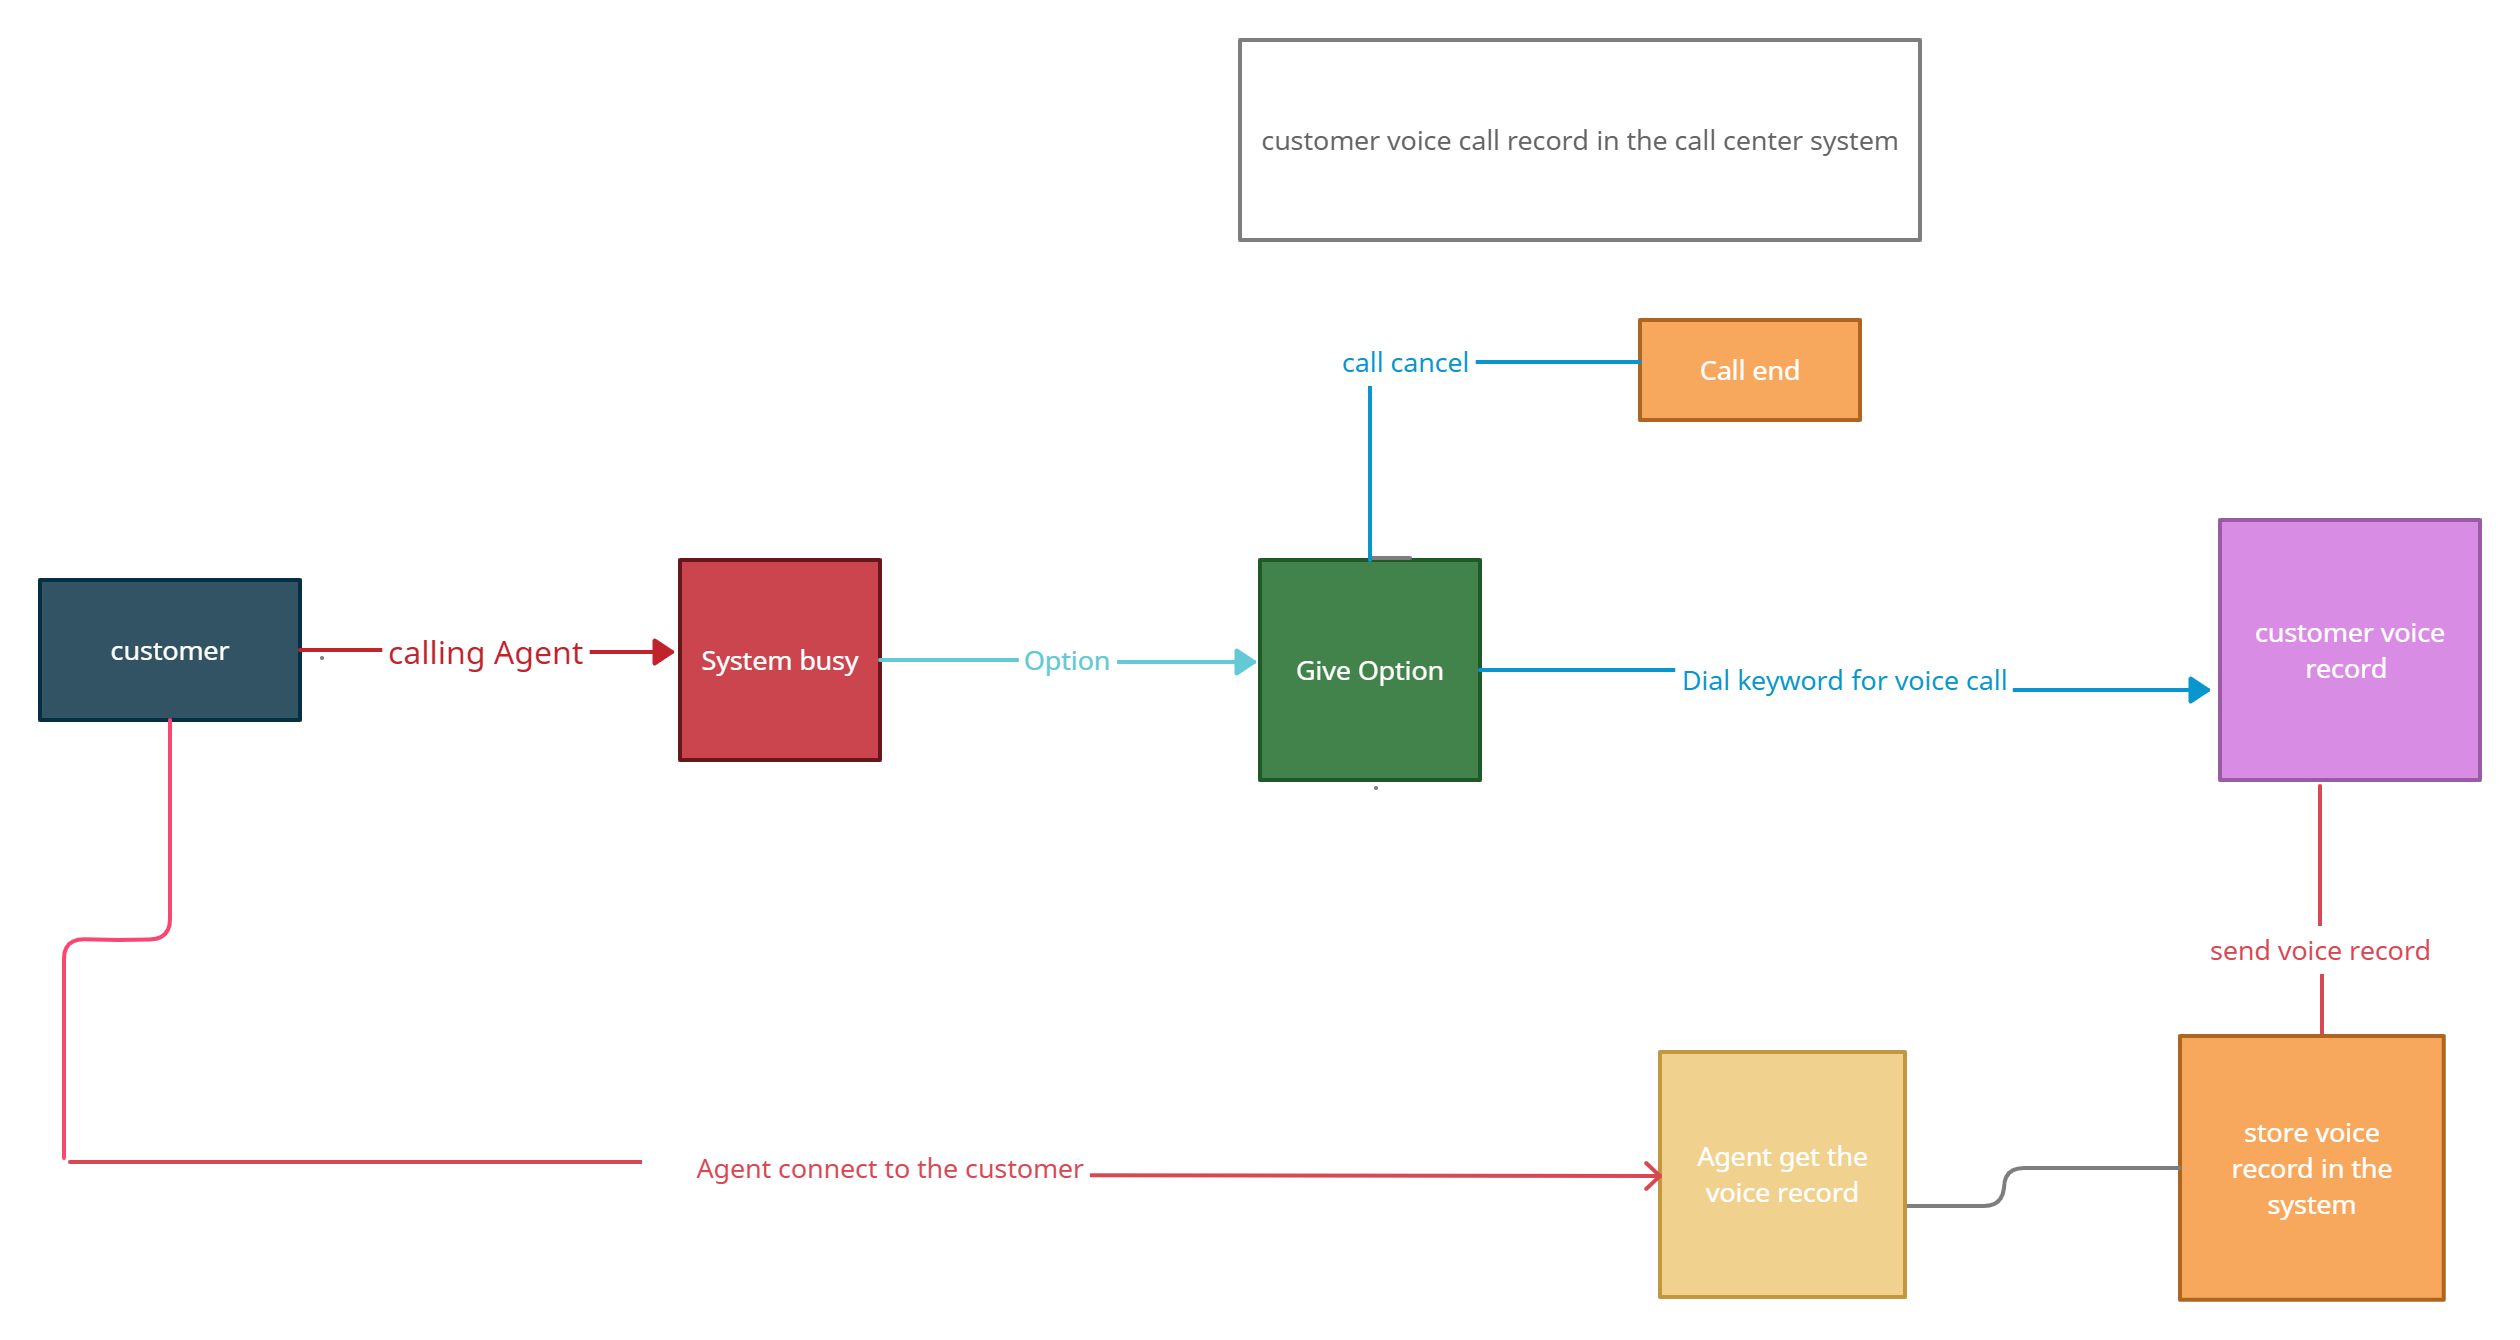 customer voice call record in the call center system
call cancel
Call end
customer
calling Agent
System busy
Option
Give Option
Dial keyword for voice call
customer voice
record
send voice record
Agent connect to the customer
Agent get the
voice record
store voice
record in the
system